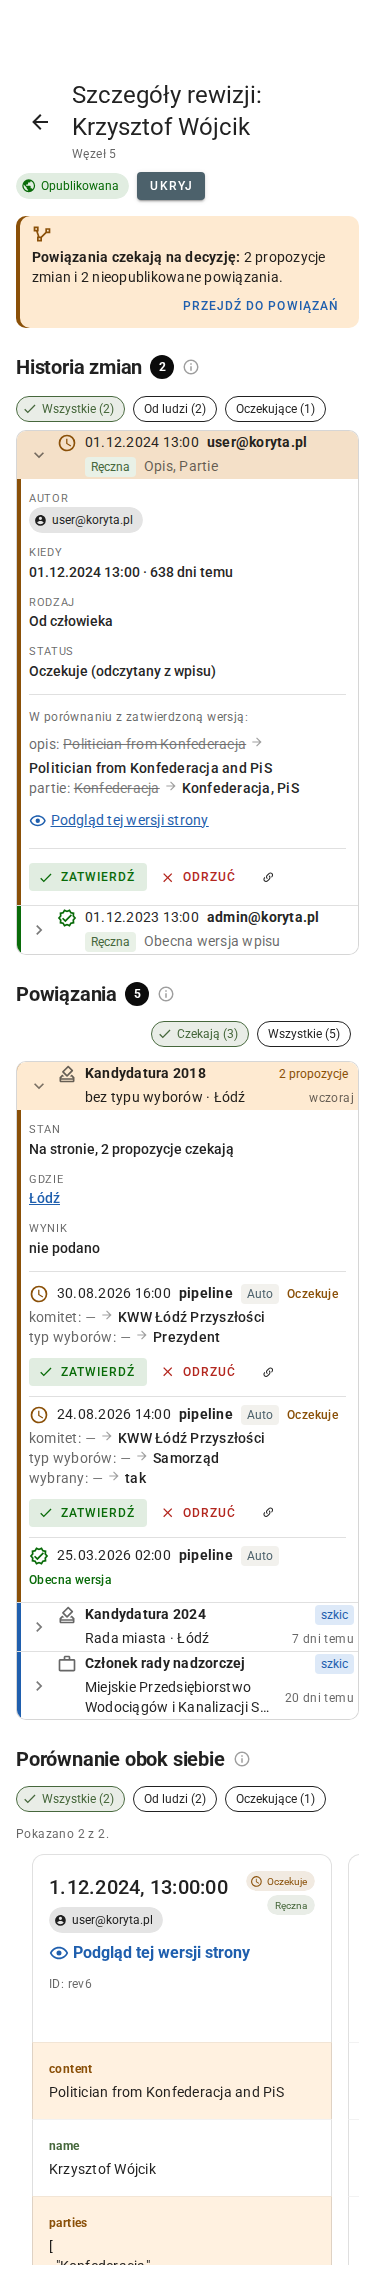 Szczegóły rewizji:
Krzysztof Wójcik
Węzeł 5
Opublikowana
UKRYJ
Powiązania czekają na decyzję: 2 propozycje
zmian i 2 nieopublikowane powiązania.
PRZEJDŹ DO POWIĄZAŃ
Historia zmian 2
Wszystkie (2) Od ludzi (2) Oczekujące (1)
01.12.2024 13:00 user@koryta.pl
Ręczna Opis, Partie
AUTOR
user@koryta.pl
KIEDY
01.12.2024 13:00 · 638 dni temu
RODZAJ
Od człowieka
STATUS
Oczekuje (odczytany z wpisu)
W porównaniu z zatwierdzoną wersją:
opis: Politician from Konfederacja →
Politician from Konfederacja and PiS
partie: Konfederacja → Konfederacja, PiS
Podgląd tej wersji strony
ZATWIERDŹ ODRZUĆ
01.12.2023 13:00 admin@koryta.pl
Ręczna Obecna wersja wpisu
Powiązania 5
Czekają (3) Wszystkie (5)
Kandydatura 2018 2 propozycje
bez typu wyborów · Łódź wczoraj
STAN
Na stronie, 2 propozycje czekają
GDZIE
Łódź
WYNIK
nie podano
30.08.2026 16:00 pipeline Auto Oczekuje
komitet: — → KWW Łódź Przyszłości
typ wyborów: — → Prezydent
ZATWIERDŹ ODRZUĆ
24.08.2026 14:00 pipeline Auto Oczekuje
komitet: — → KWW Łódź Przyszłości
typ wyborów: — → Samorząd
wybrany: — → tak
ZATWIERDŹ ODRZUĆ
25.03.2026 02:00 pipeline Auto
Obecna wersja
Kandydatura 2024 szkic
Rada miasta · Łódź 7 dni temu
Członek rady nadzorczej szkic
Miejskie Przedsiębiorstwo
Wodociągów i Kanalizacji S… 20 dni temu
Porównanie obok siebie
Wszystkie (2) Od ludzi (2) Oczekujące (1)
Pokazano 2 z 2.
1.12.2024, 13:00:00 Oczekuje
Ręczna
user@koryta.pl
Podgląd tej wersji strony
ID: rev6
content
Politician from Konfederacja and PiS
name
Krzysztof Wójcik
parties
[
"Konfederacja"